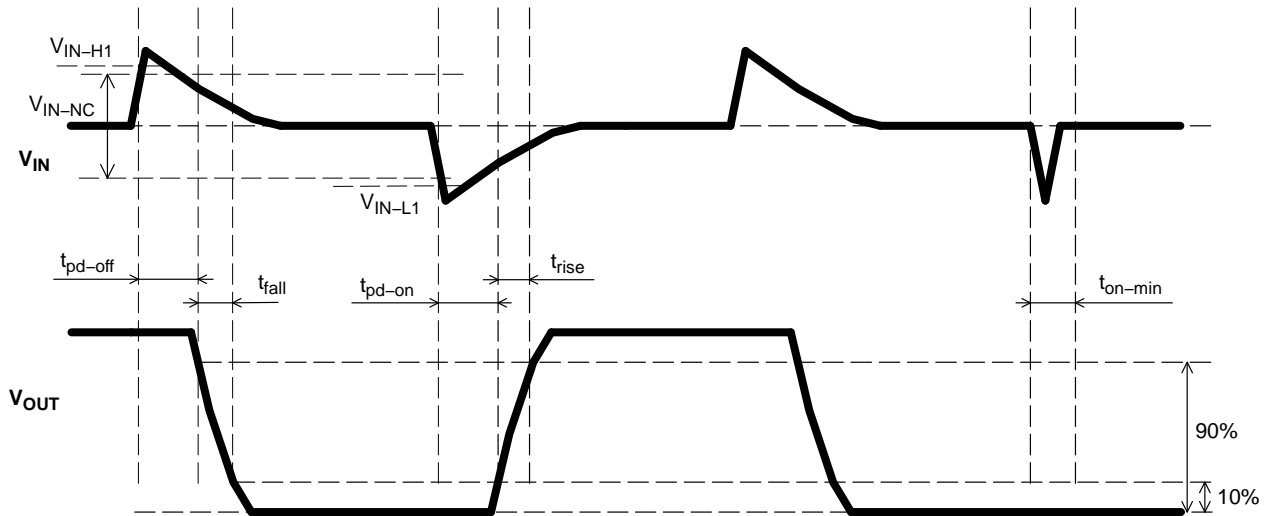 VIN–H1
VIN–NC
VIN
VIN–L1
tpd–off
tfall
tpd–on
trise
ton–min
VOUT
90%
10%